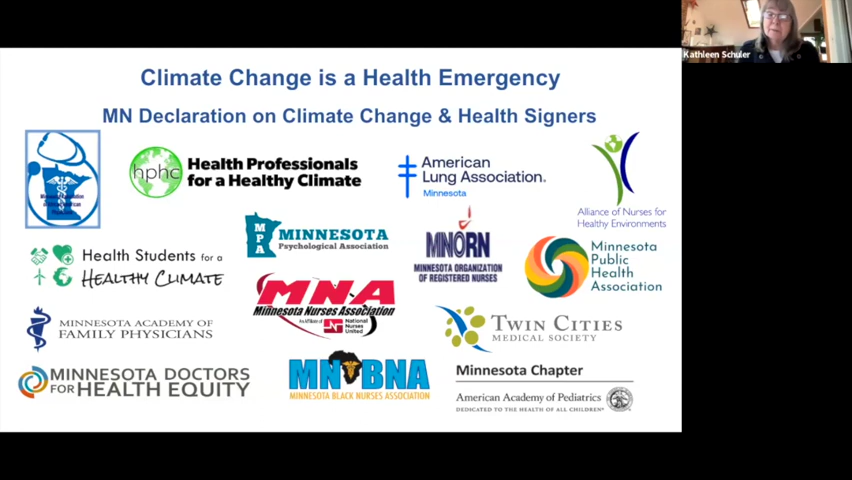 Kathleen Schuler
Climate Change is a Health Emergency
MN Declaration on Climate Change & Health Signers
hphc
Health Professionals
for a Healthy Climate
American
Lung Association®
Minnesota
Alliance of Nurses for
Healthy Environments
Health Students for a
HEALTHY CLIMATE
MPA
MINNESOTA
Psychological Association
MNORN
MINNESOTA ORGANIZATION
OF REGISTERED NURSES
Minnesota
Public
Health
Association
MINNESOTA ACADEMY OF
FAMILY PHYSICIANS
MNA
Minnesota Nurses Association
An Affiliate of
National
Nurses
United
TWIN CITIES
MEDICAL SOCIETY
MINNESOTA DOCTORS
FOR HEALTH EQUITY
MN BNA
MINNESOTA BLACK NURSES ASSOCIATION
Minnesota Chapter
American Academy of Pediatrics
DEDICATED TO THE HEALTH OF ALL CHILDREN®